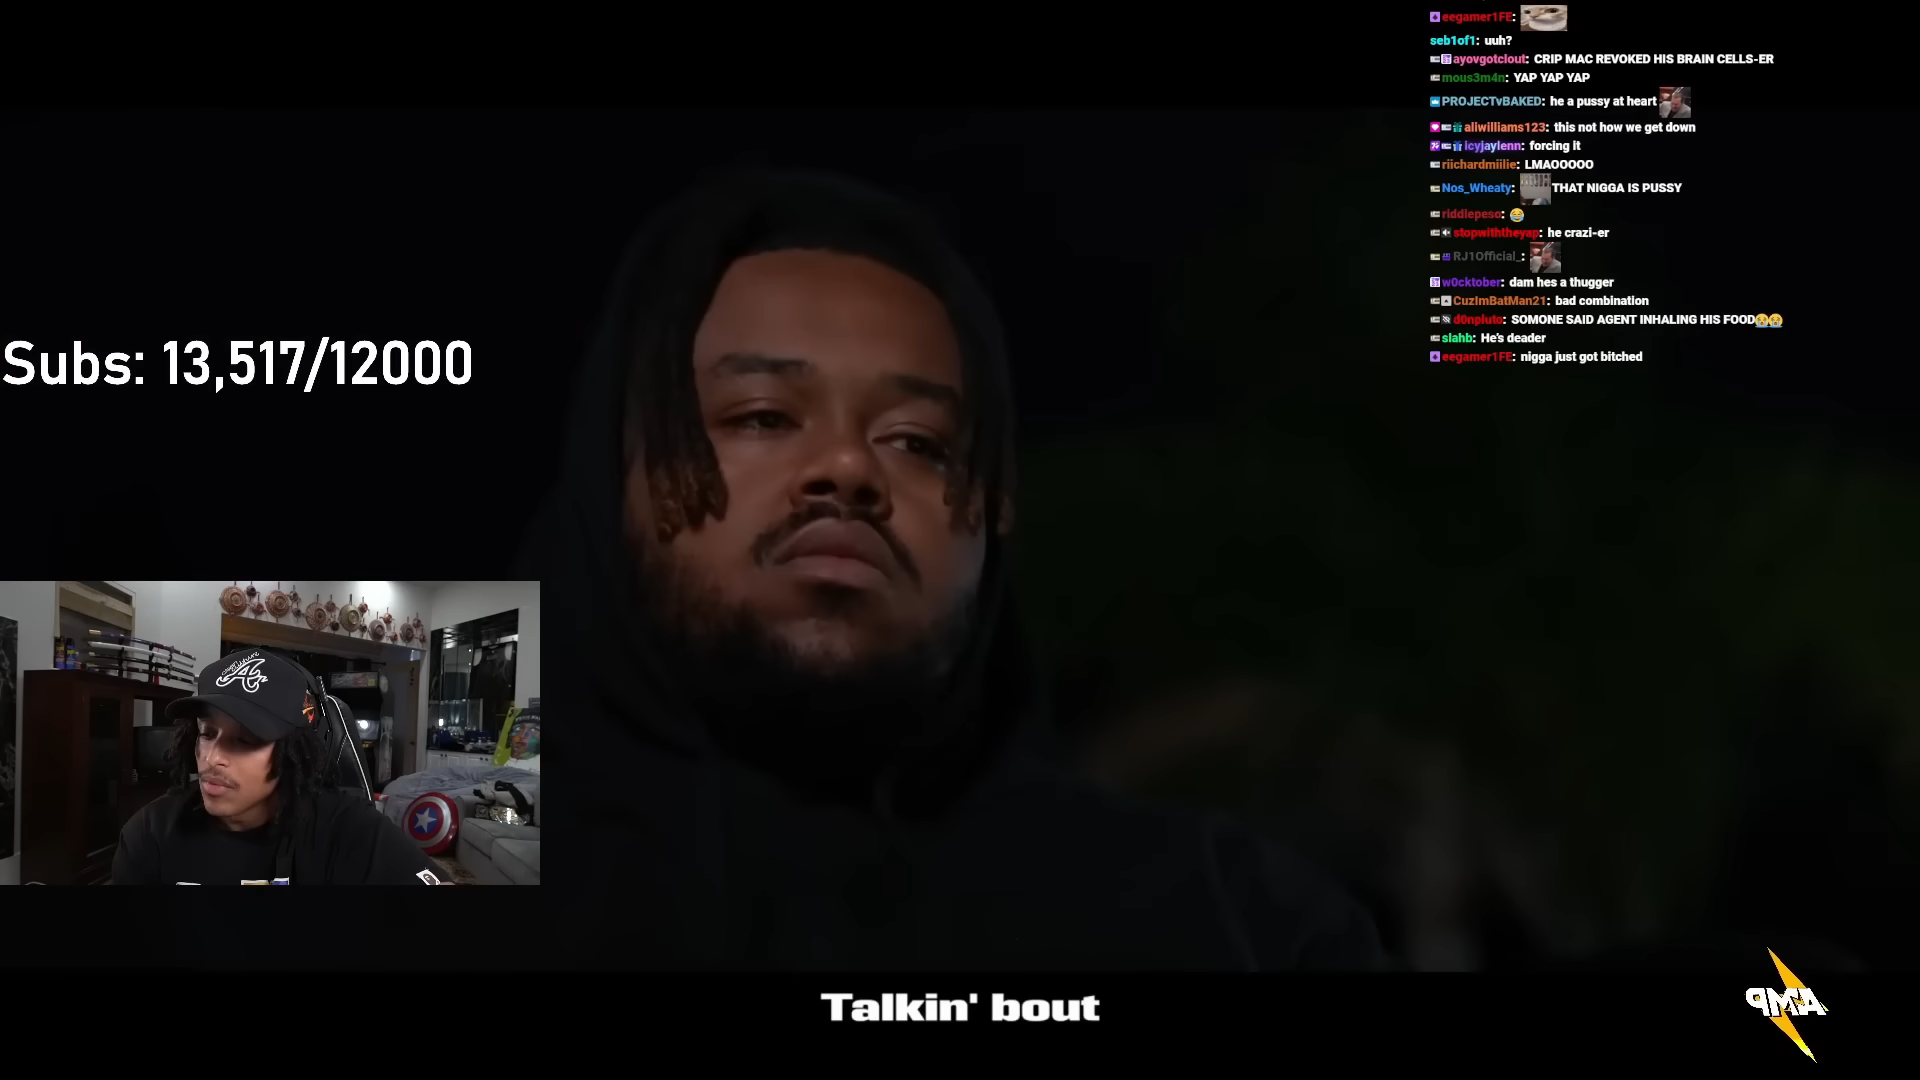 eegamer1FE:
seb1of1: uuh?
ayovgotclout: CRIP MAC REVOKED HIS BRAIN CELLS-ER
mous3m4n: YAP YAP YAP
PROJECTvBAKED: he a pussy at heart
aliwilliams123: this not how we get down
icyjaylenn: forcing it
riichardmiilie: LMAOOOOO
Nos_Wheaty: THAT NIGGA IS PUSSY
riddlepeso: 😂
stopwiththeyap: he crazi-er
RJ1Official_:
w0cktober: dam hes a thugger
CuzImBatMan21: bad combination
d0npluto: SOMONE SAID AGENT INHALING HIS FOOD😭😭
slahb: He's deader
eegamer1FE: nigga just got bitched
Subs: 13,517/12000
A
Talkin' bout
AMP